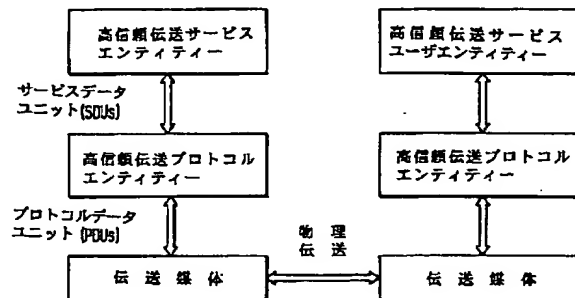 高信頼伝送サービス
エンティティー
高信頼伝送サービス
ユーザエンティティー
サービスデータ
ユニット(SDUs)
高信頼伝送プロトコル
エンティティー
高信頼伝送プロトコル
エンティティー
プロトコルデータ
ユニット(PDUs)
物理
伝送
伝送媒体
伝送媒体